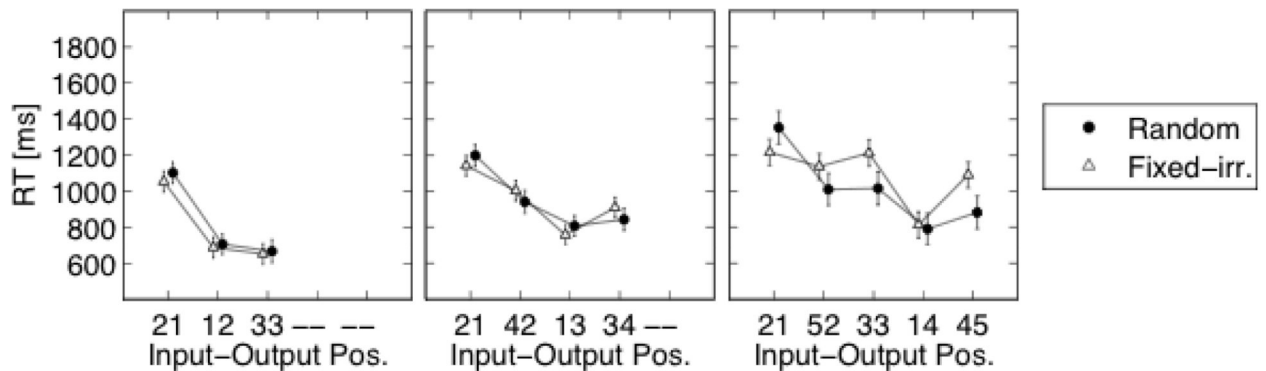 1800
1600
1400
1200
1000
800
600
RT [ms]
21 12 33 −− −−
Input−Output Pos.
21 42 13 34 −−
Input−Output Pos.
21 52 33 14 45
Input−Output Pos.
Random
Fixed−irr.